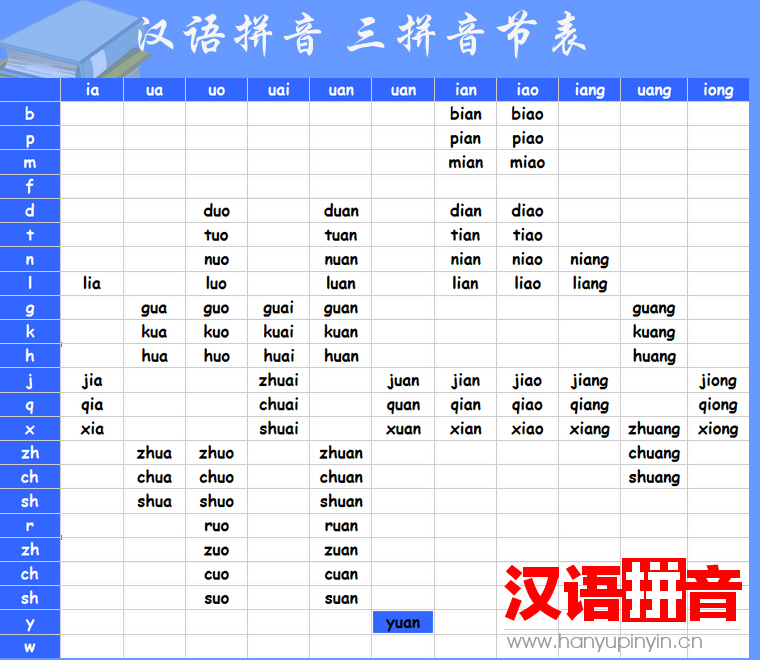 汉语拼音 三拼音节表
ia ua uo uai uan uan ian iao iang uang iong
b bian biao
p pian piao
m mian miao
f
d duo duan dian diao
t tuo tuan tian tiao
n nuo nuan nian niao niang
l lia luo luan lian liao liang
g gua guo guai guan guang
k kua kuo kuai kuan kuang
h hua huo huai huan huang
j jia zhuai juan jian jiao jiang jiong
q qia chuai quan qian qiao qiang qiong
x xia shuai xuan xian xiao xiang zhuang xiong
zh zhua zhuo zhuan chuang
ch chua chuo chuan shuang
sh shua shuo shuan
r ruo ruan
zh zuo zuan
ch cuo cuan
sh suo suan
y yuan
w
汉语拼音
www.hanyupinyin.cn